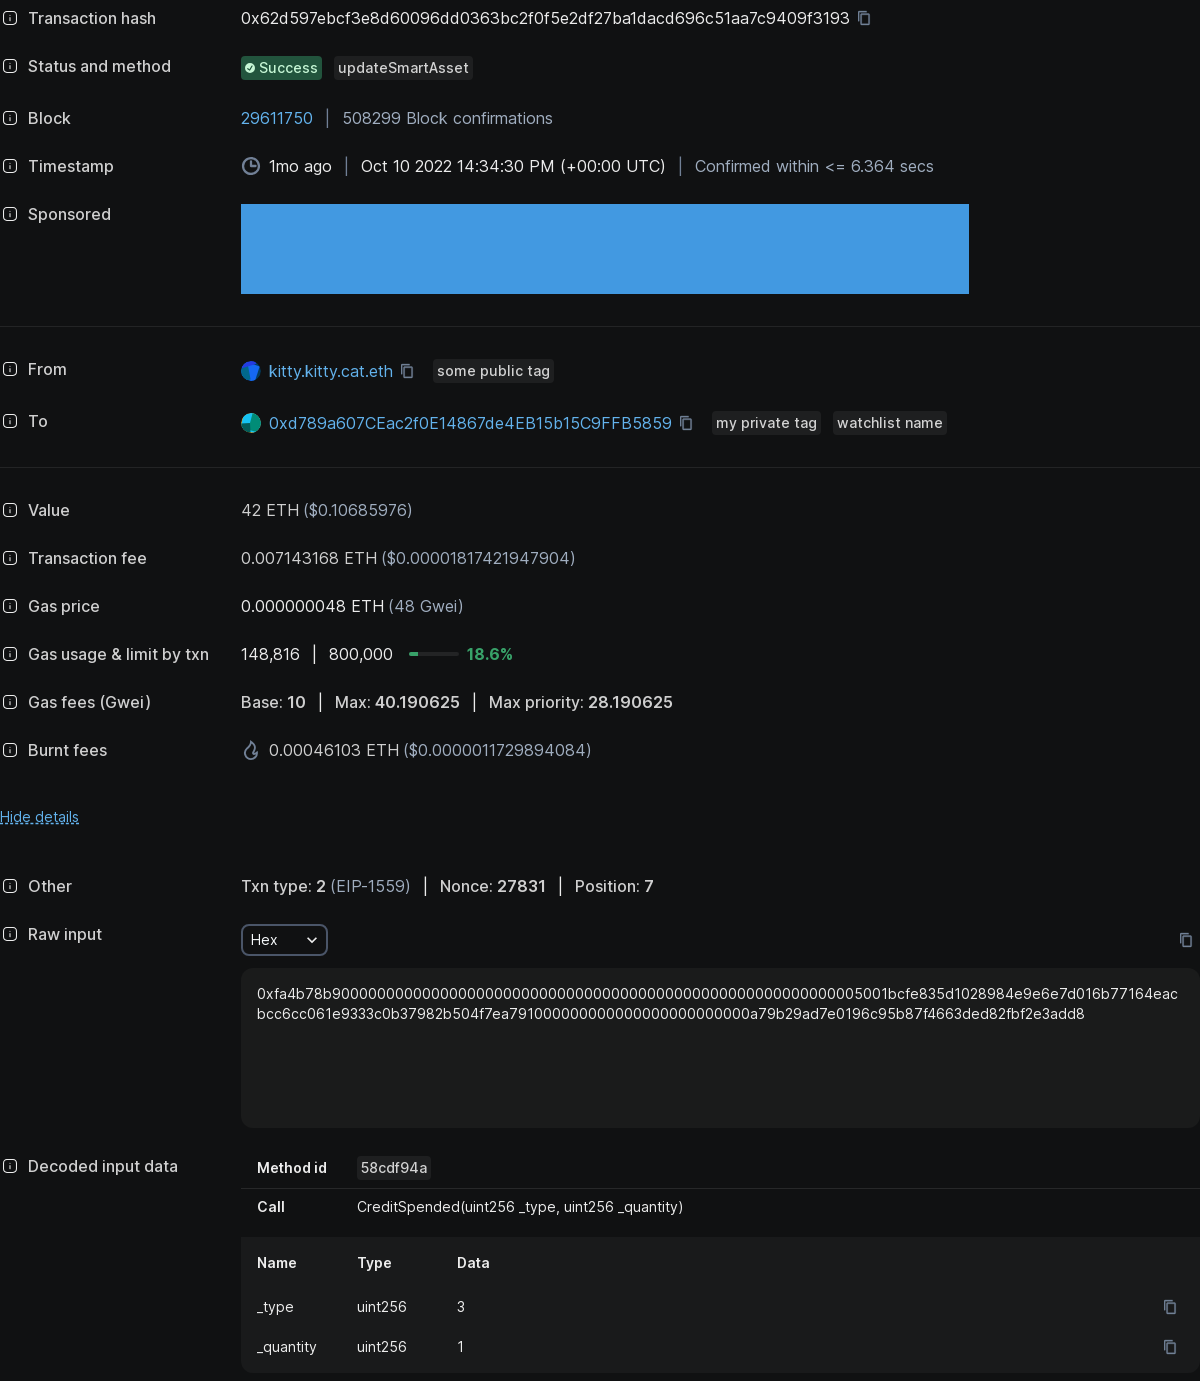 Transaction hash 0x62d597ebcf3e8d60096dd0363bc2f0f5e2df27ba1dacd696c51aa7c9409f3193
Status and method Success updateSmartAsset
Block 29611750 | 508299 Block confirmations
Timestamp 1mo ago | Oct 10 2022 14:34:30 PM (+00:00 UTC) | Confirmed within <= 6.364 secs
Sponsored
From kitty.kitty.cat.eth some public tag
To 0xd789a607CEac2f0E14867de4EB15b15C9FFB5859 my private tag watchlist name
Value 42 ETH ($0.10685976)
Transaction fee 0.007143168 ETH ($0.00001817421947904)
Gas price 0.000000048 ETH (48 Gwei)
Gas usage & limit by txn 148,816 | 800,000 18.6%
Gas fees (Gwei) Base: 10 | Max: 40.190625 | Max priority: 28.190625
Burnt fees 0.00046103 ETH ($0.0000011729894084)
Hide details
Other Txn type: 2 (EIP-1559) | Nonce: 27831 | Position: 7
Raw input Hex
0xfa4b78b90000000000000000000000000000000000000000000000000000000005001bcfe835d1028984e9e6e7d016b77164eac
bcc6cc061e9333c0b37982b504f7ea791000000000000000000000000a79b29ad7e0196c95b87f4663ded82fbf2e3add8
Decoded input data Method id 58cdf94a
Call CreditSpended(uint256 _type, uint256 _quantity)
Name Type Data
_type uint256 3
_quantity uint256 1